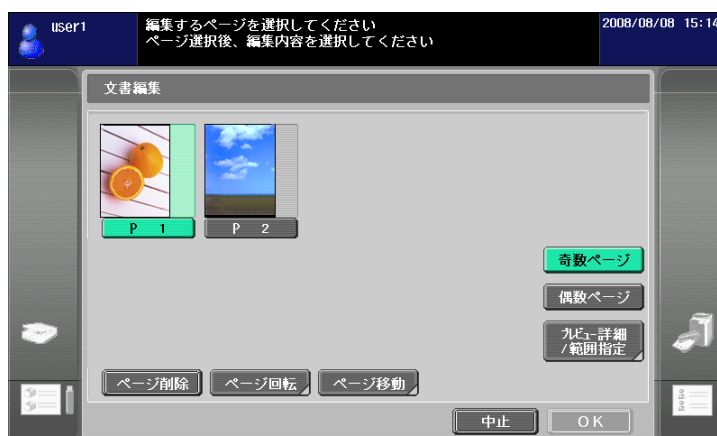 user1
編集するページを選択してください
ページ選択後、編集内容を選択してください
2008/08/08 15:14
文書編集
P 1
P 2
奇数ページ
偶数ページ
プレビュー詳細
/範囲指定
ページ削除
ページ回転
ページ移動
中止
OK